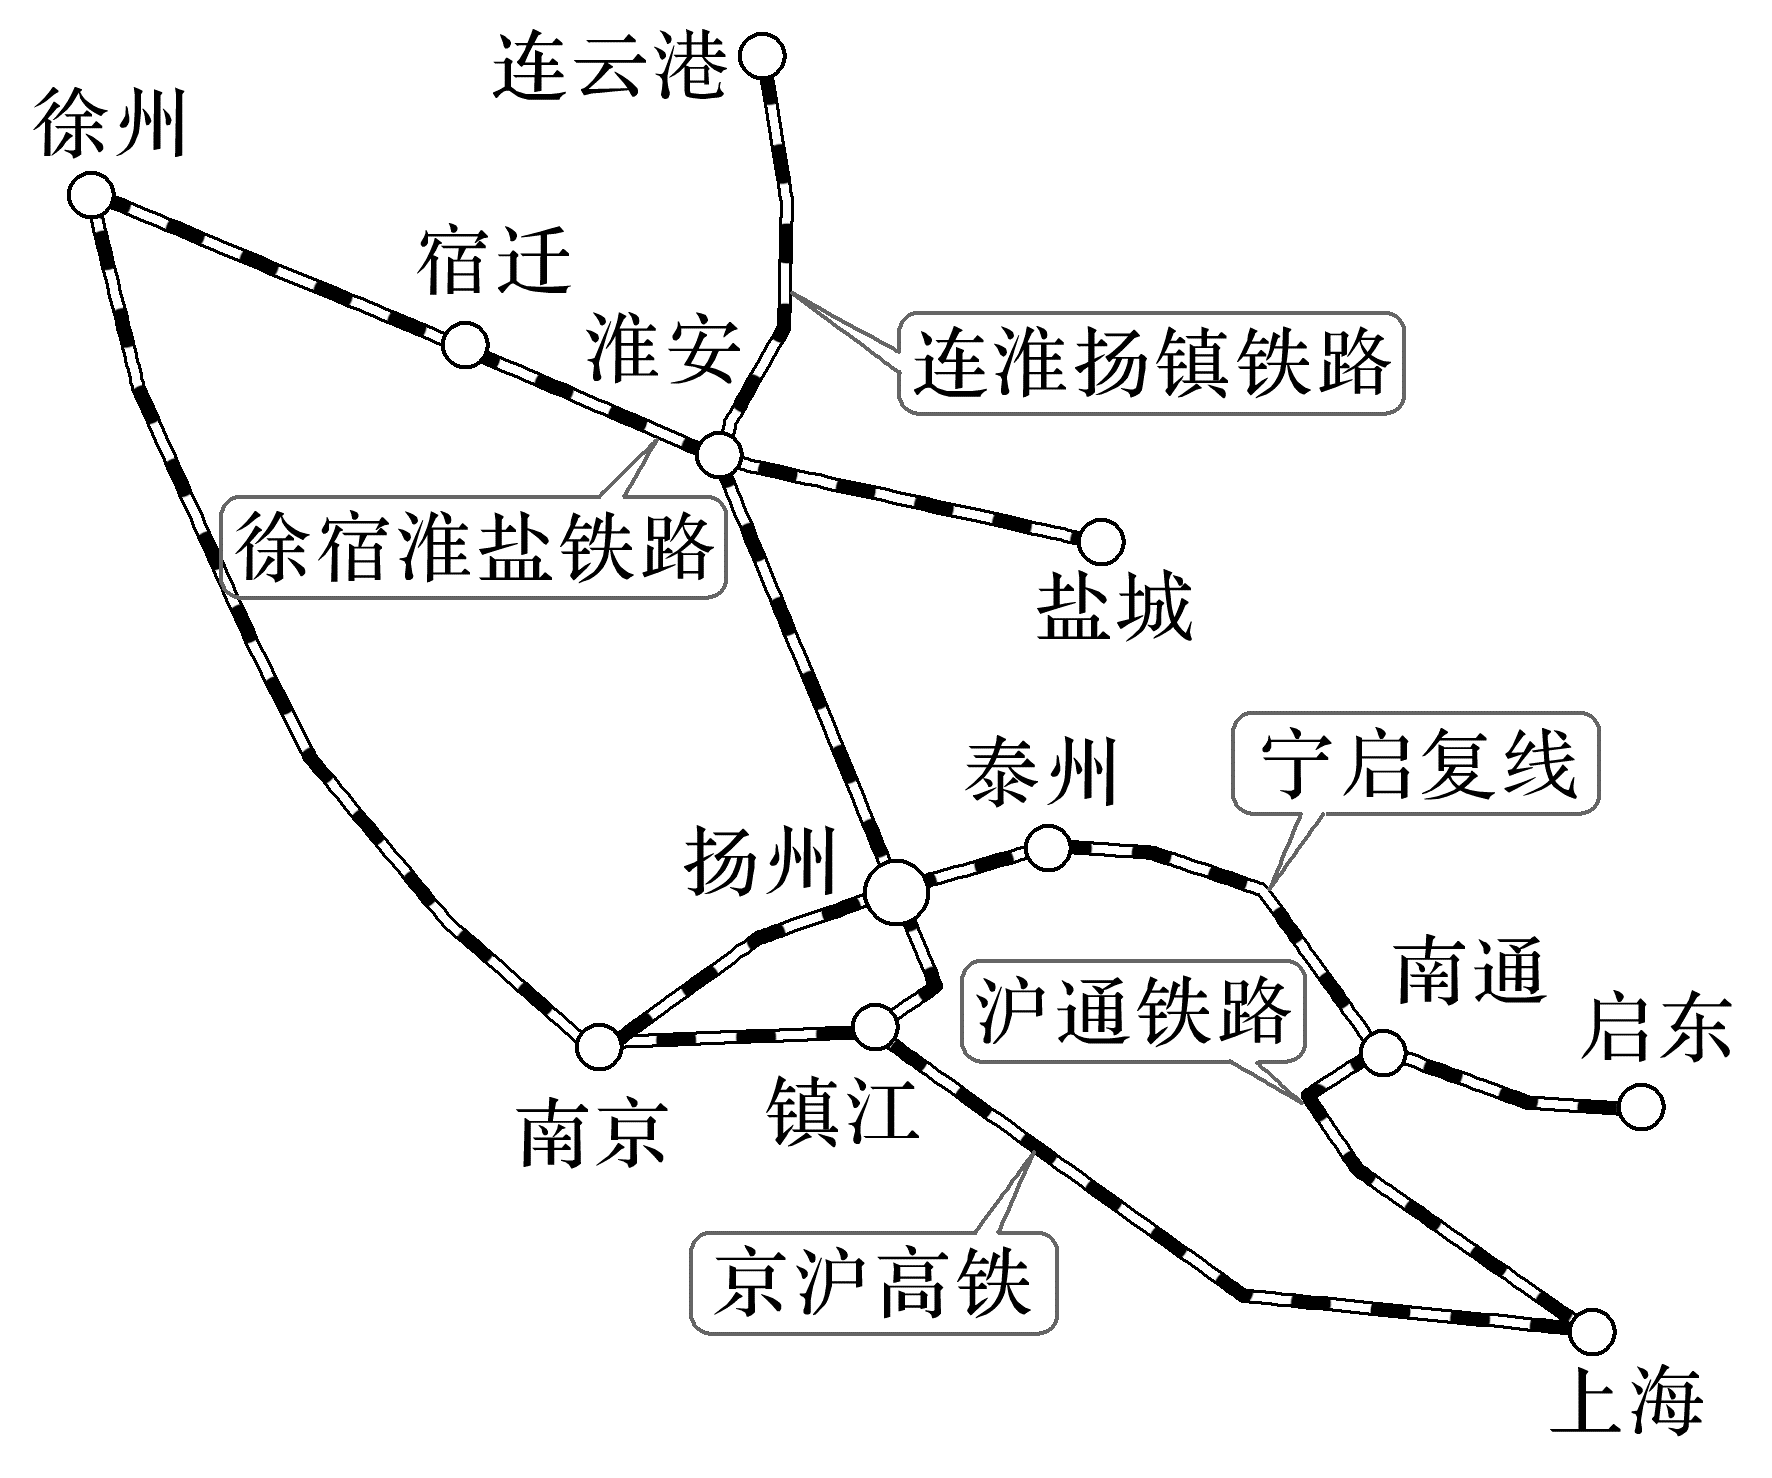 连云港
徐州
宿迁
淮安
连淮扬镇铁路
徐宿淮盐铁路
盐城
宁启复线
泰州
扬州
南通
沪通铁路
启东
镇江
南京
京沪高铁
上海